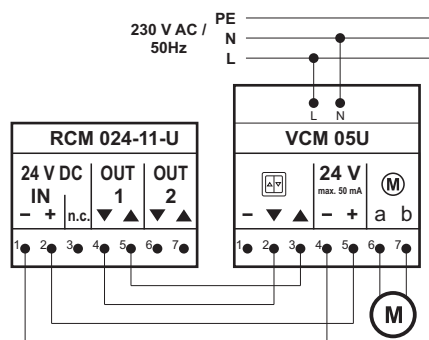 PE
230 V AC /
50Hz
N
L
L N
RCM 024-11-U
VCM 05U
24 V DC
IN
OUT
1
OUT
2
24 V
max. 50 mA
M
− + n.c. ▼ ▲ ▼ ▲
− ▼ ▲ − + a b
1 2 3 4 5 6 7
1 2 3 4 5 6 7
M